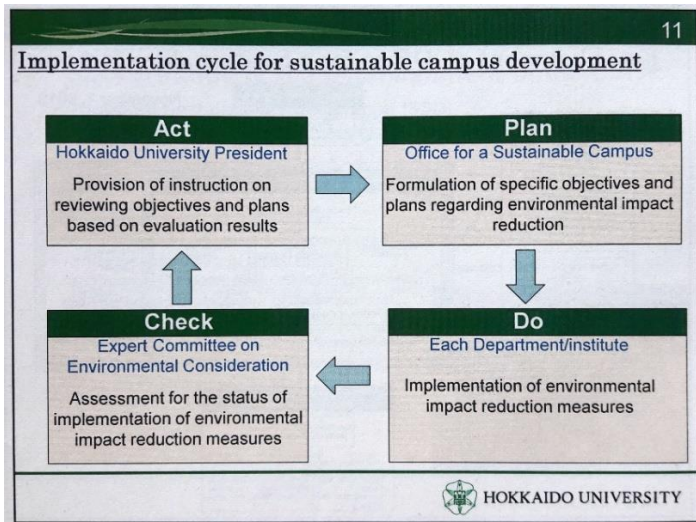 11
Implementation cycle for sustainable campus development
Act
Hokkaido University President
Provision of instruction on
reviewing objectives and plans
based on evaluation results
Plan
Office for a Sustainable Campus
Formulation of specific objectives and
plans regarding environmental impact
reduction
Check
Expert Committee on
Environmental Consideration
Assessment for the status of
implementation of environmental
impact reduction measures
Do
Each Department/institute
Implementation of environmental
impact reduction measures
HOKKAIDO UNIVERSITY